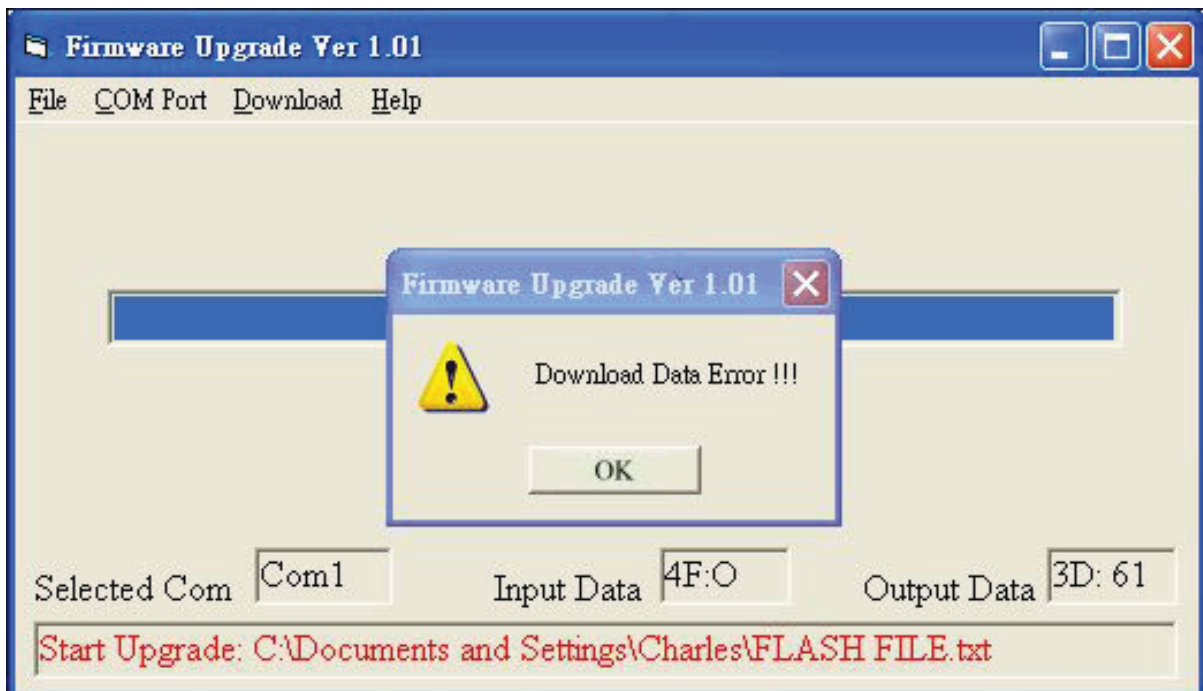 Firmware Upgrade Ver 1.01
File COM Port Download Help
Firmware Upgrade Ver 1.01
Download Data Error !!!
OK
Selected Com Com1 Input Data 4F:O Output Data 3D: 61
Start Upgrade: C:\Documents and Settings\Charles\FLASH FILE.txt